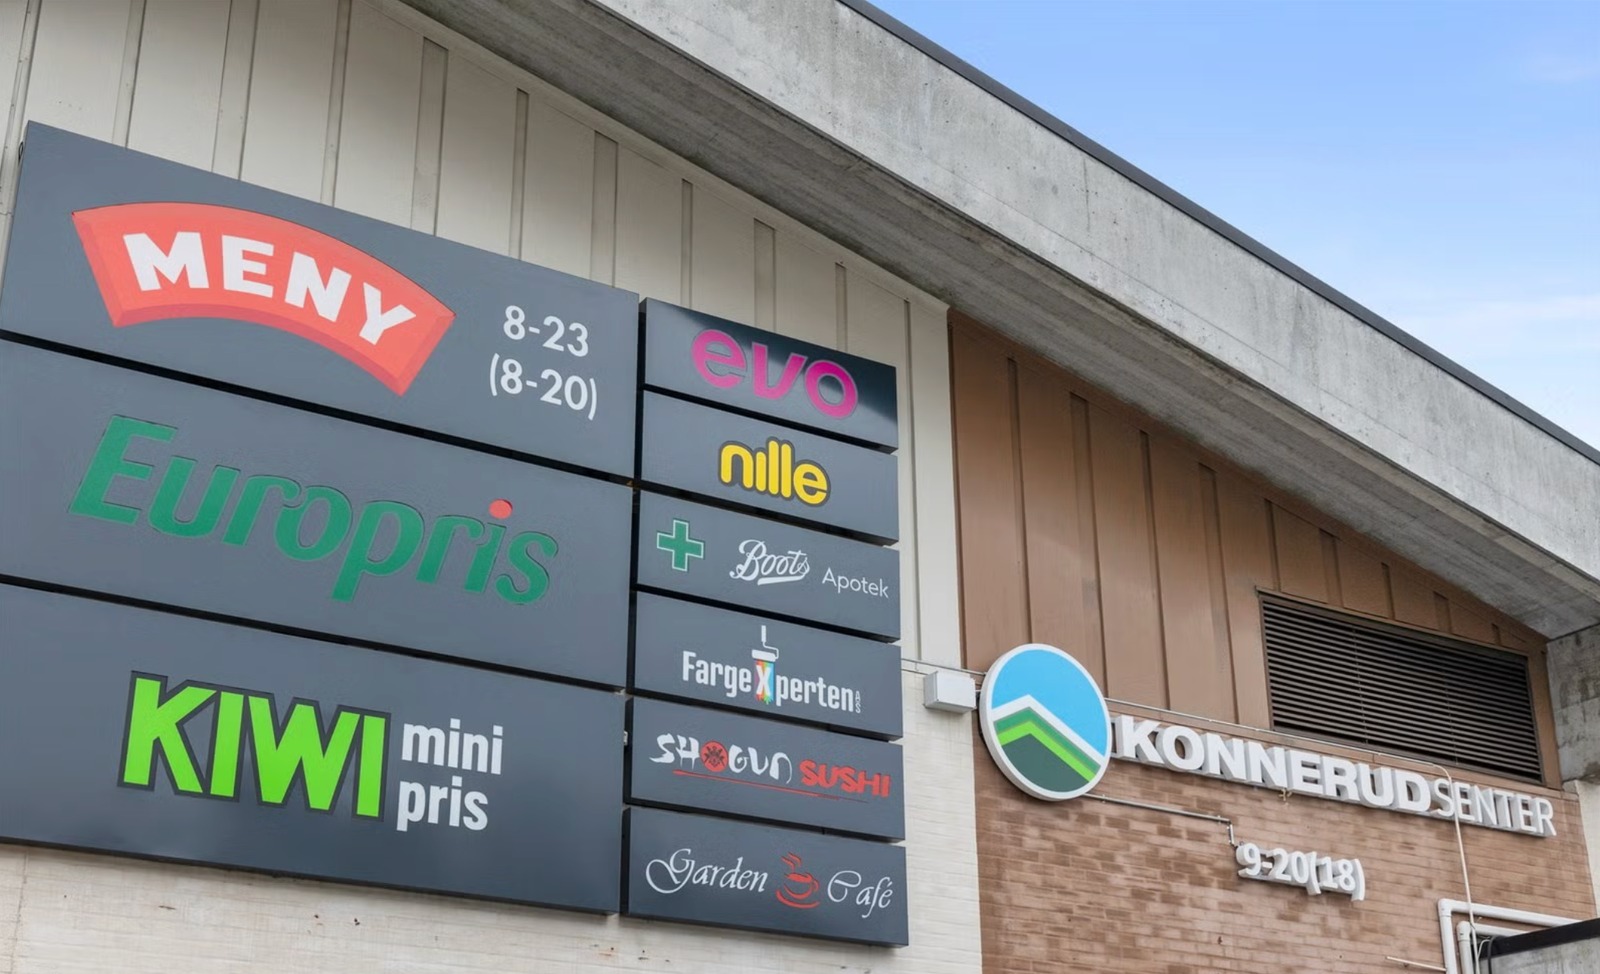 MENY
8-23
(8-20)
Europris
KIWI mini
pris
evo
nille
Boots Apotek
FargeXperten AS
SHOGUN SUSHI
Garden Café
KONNERUDSENTER
9-20(18)